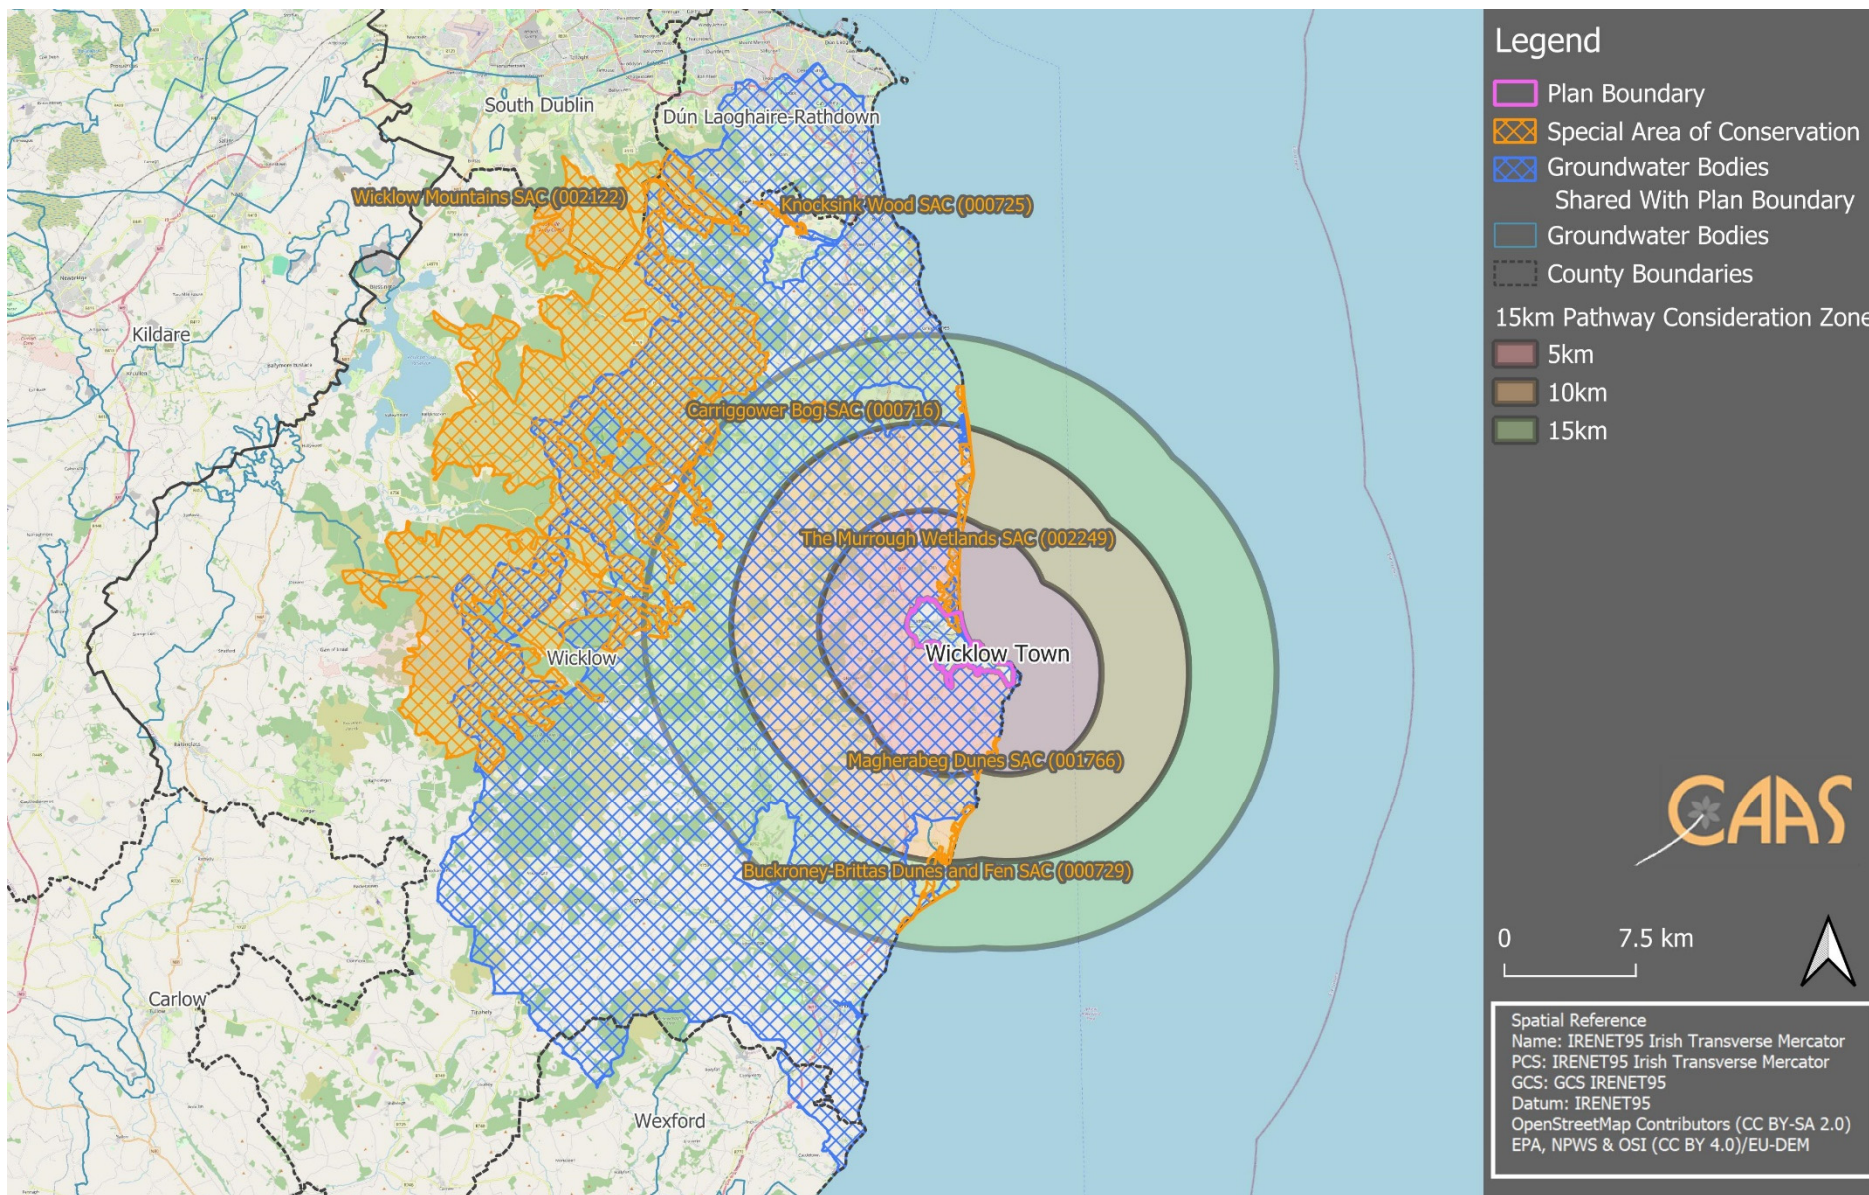 South Dublin
Dún Laoghaire-Rathdown
Wicklow Mountains SAC (002122)
Knocksink Wood SAC (000725)
Kildare
Carriggower Bog SAC (000716)
The Murrough Wetlands SAC (002249)
Wicklow
Wicklow Town
Magherabeg Dunes SAC (001766)
Buckroney-Brittas Dunes and Fen SAC (000729)
Carlow
Wexford
Legend
Plan Boundary
Special Area of Conservation
Groundwater Bodies
Shared With Plan Boundary
Groundwater Bodies
County Boundaries
15km Pathway Consideration Zone
5km
10km
15km
CAAS
0 7.5 km
Spatial Reference
Name: IRENET95 Irish Transverse Mercator
PCS: IRENET95 Irish Transverse Mercator
GCS: GCS IRENET95
Datum: IRENET95
OpenStreetMap Contributors (CC BY-SA 2.0)
EPA, NPWS & OSI (CC BY 4.0)/EU-DEM